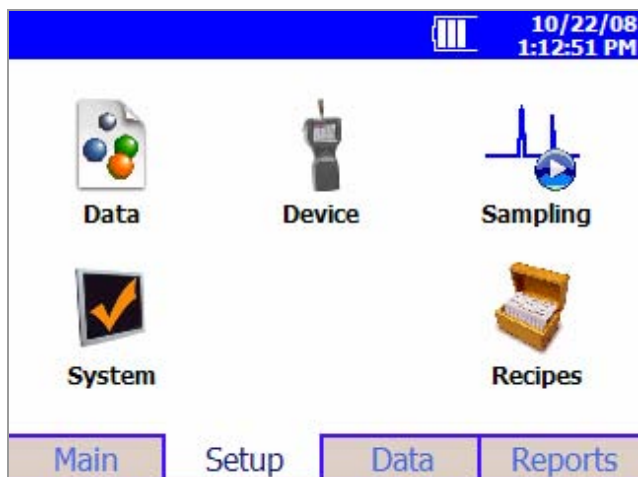 10/22/08
1:12:51 PM
Data Device Sampling
System Recipes
Main Setup Data Reports